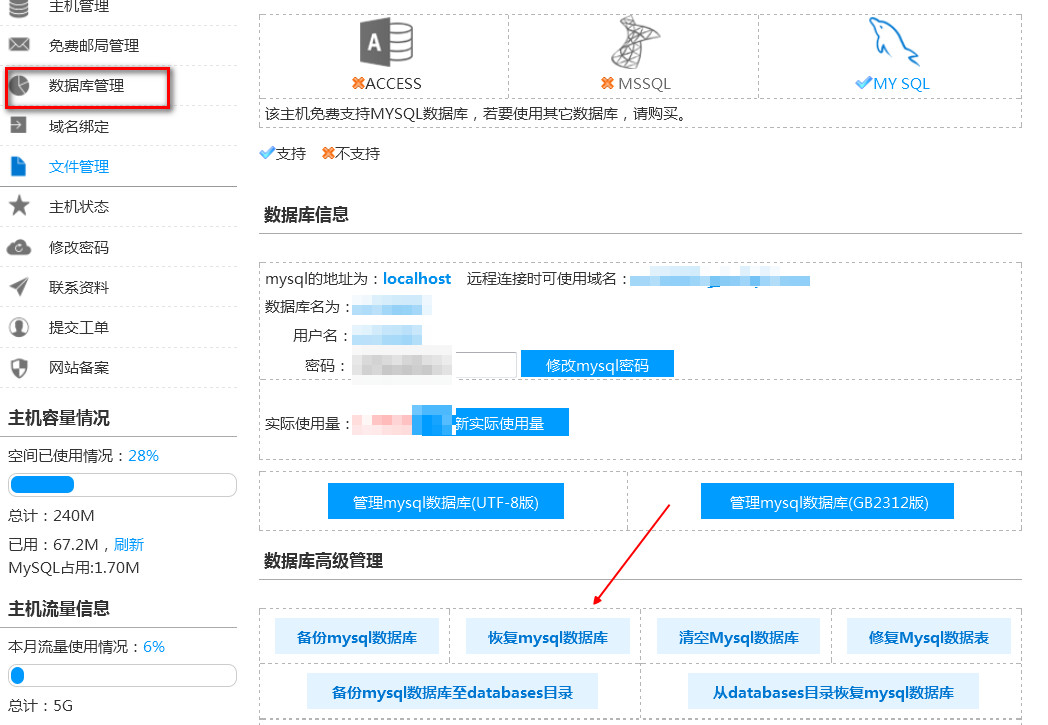 主机管理
免费邮局管理
数据库管理
域名绑定
文件管理
主机状态
修改密码
联系资料
提交工单
网站备案
主机容量情况
空间已使用情况：28%
总计：240M
已用：67.2M，刷新
MySQL占用:1.70M
主机流量信息
本月流量使用情况：6%
总计：5G
ACCESS
MSSQL
MY SQL
该主机免费支持MYSQL数据库，若要使用其它数据库，请购买。
支持 不支持
数据库信息
mysql的地址为：localhost 远程连接时可使用域名：
数据库名为：
用户名：
密码： 修改mysql密码
实际使用量： 新实际使用量
管理mysql数据库(UTF-8版) 管理mysql数据库(GB2312版)
数据库高级管理
备份mysql数据库 恢复mysql数据库 清空Mysql数据库 修复Mysql数据表
备份mysql数据库至databases目录 从databases目录恢复mysql数据库